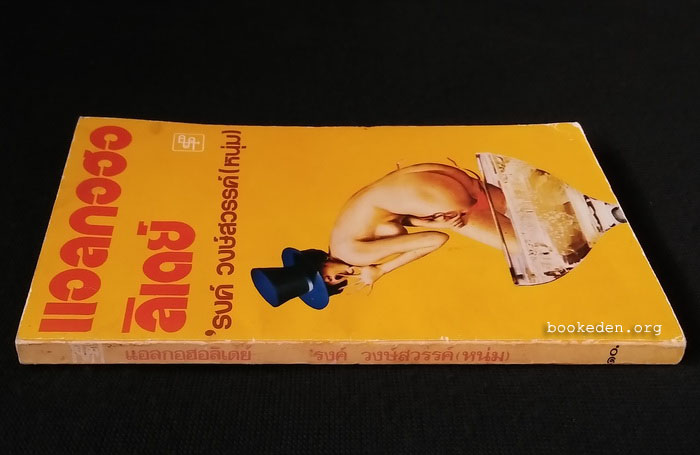 แอลกอฮอ
ลิเดย์
'รงค์ วงษ์สวรรค์(หนุ่ม)
แอลกอฮอลิเดย์ 'รงค์ วงษ์สวรรค์(หนุ่ม)
bookeden.org